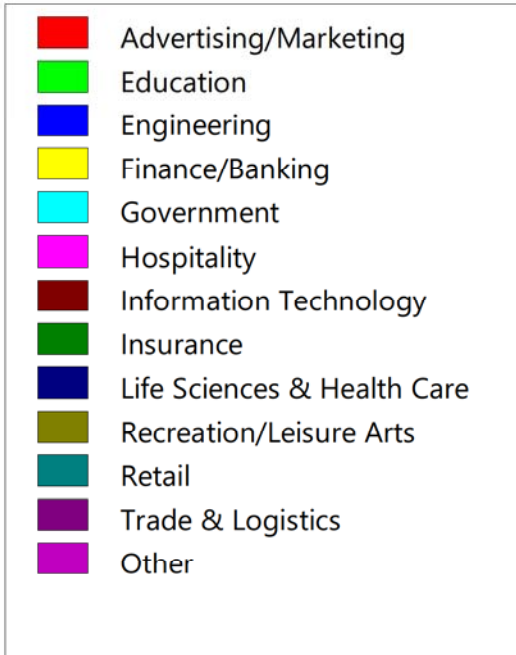 Advertising/Marketing
Education
Engineering
Finance/Banking
Government
Hospitality
Information Technology
Insurance
Life Sciences & Health Care
Recreation/Leisure Arts
Retail
Trade & Logistics
Other